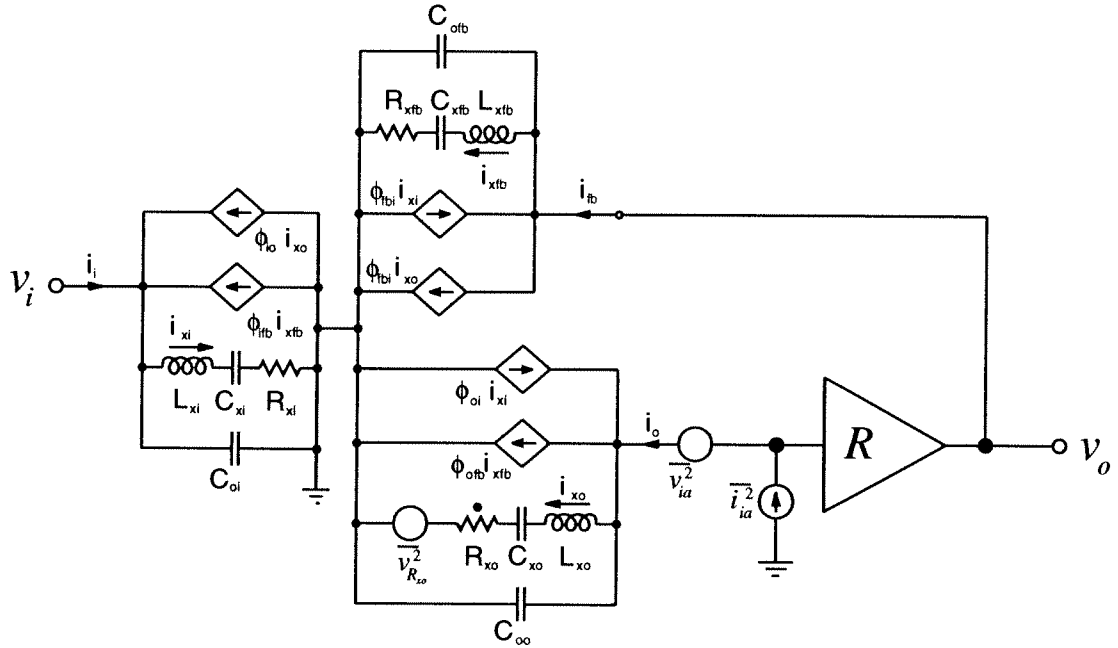 C_ofb
R_xfb C_xfb L_xfb
i_xfb
ϕ_fbi i_xi
i_fb
ϕ_io i_xo
ϕ_fbi i_xo
v_i
i_i
ϕ_ifb i_xfb
i_xi
L_xi C_xi R_xi
ϕ_oi i_xi
C_oi
ϕ_ofb i_xfb
i_o
v_ia^2
R
v_o
i_xo
i_ia^2
v_R_xo^2
R_xo C_xo L_xo
C_oo